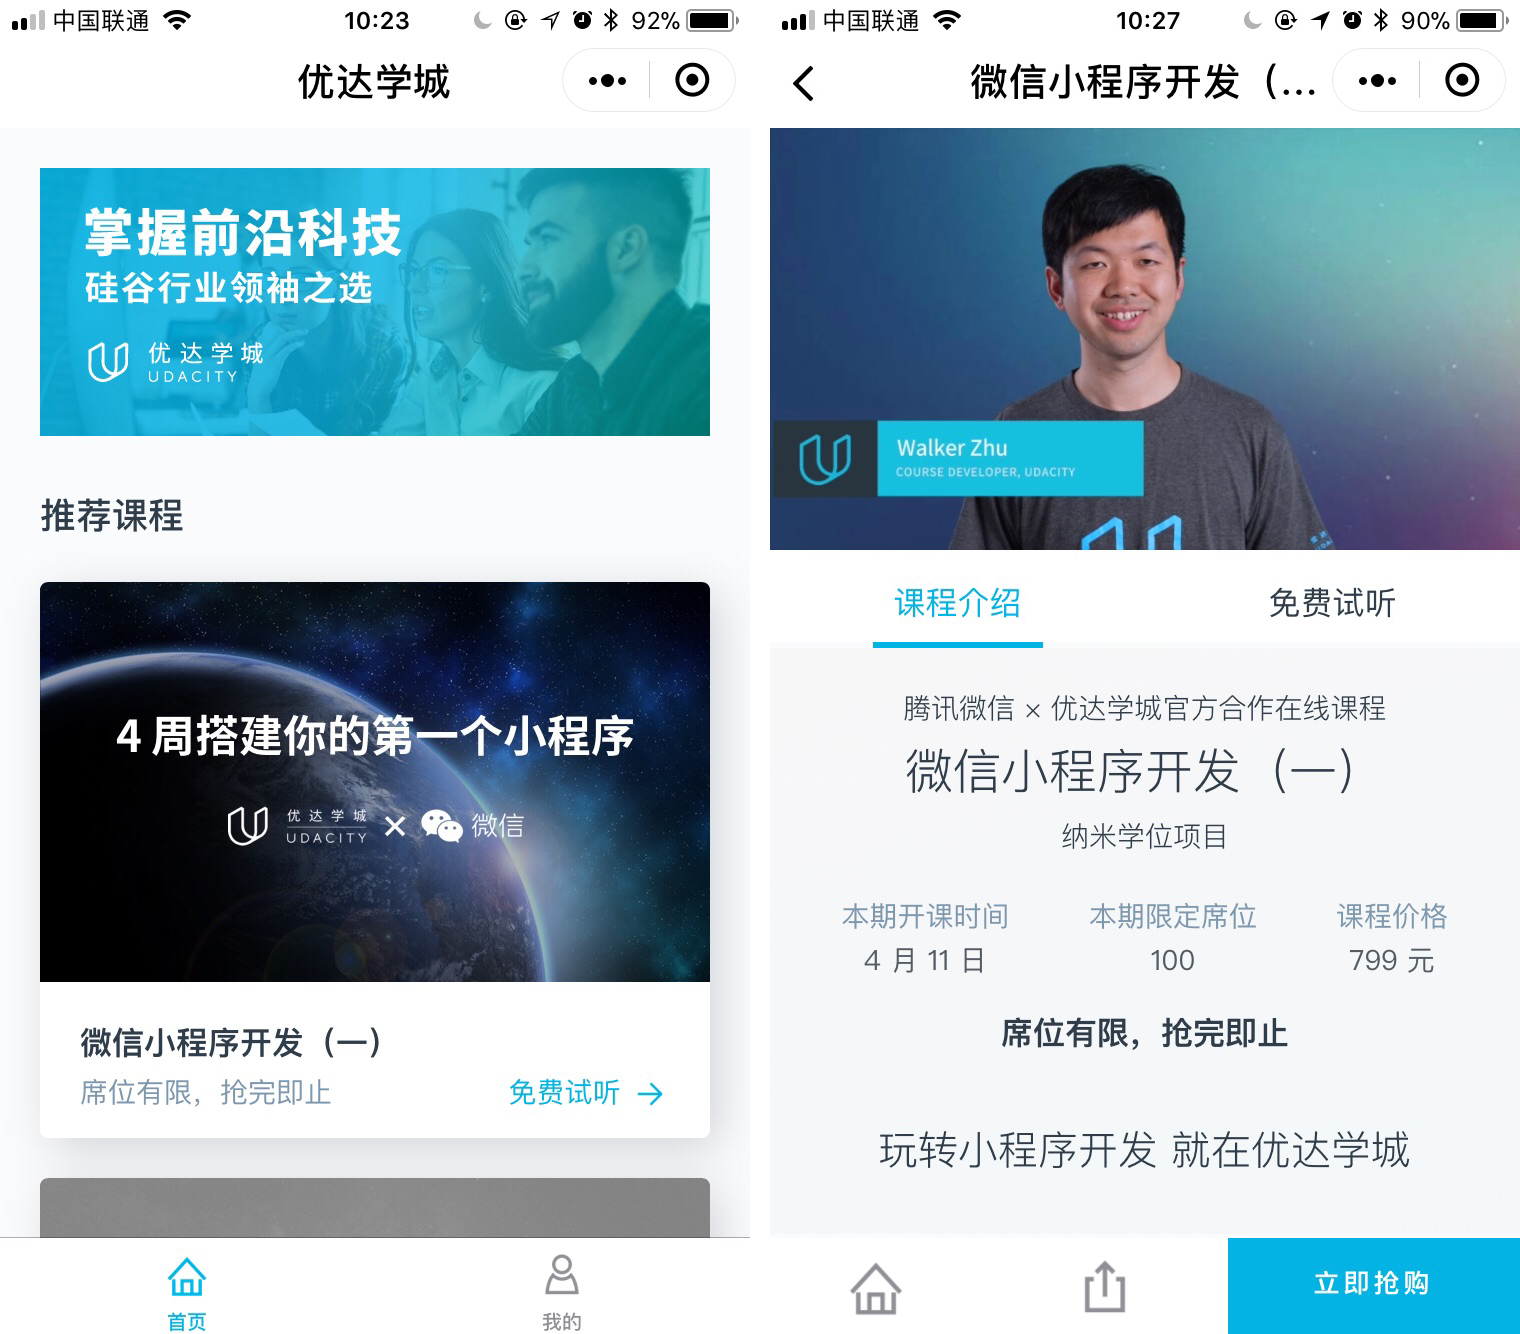 中国联通
10:23
92%
优达学城
掌握前沿科技
硅谷行业领袖之选
优达学城
UDACITY
推荐课程
4 周搭建你的第一个小程序
优达学城
UDACITY
微信
微信小程序开发（一）
席位有限，抢完即止
免费试听
首页
我的
中国联通
10:27
90%
微信小程序开发（...
Walker Zhu
COURSE DEVELOPER, UDACITY
课程介绍
免费试听
腾讯微信 × 优达学城官方合作在线课程
微信小程序开发（一）
纳米学位项目
本期开课时间
4 月 11 日
本期限定席位
100
课程价格
799 元
席位有限，抢完即止
玩转小程序开发 就在优达学城
立即抢购